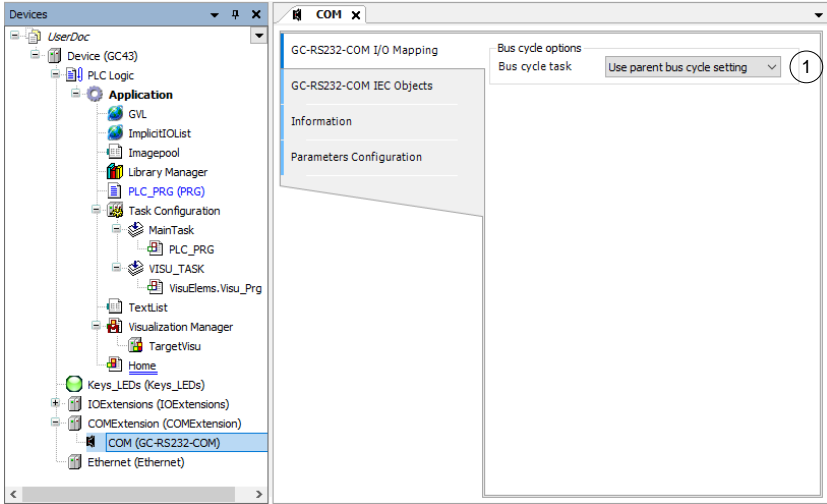 Devices
UserDoc
Device (GC43)
PLC Logic
Application
GVL
ImplicitIOList
Imagepool
Library Manager
PLC_PRG (PRG)
Task Configuration
MainTask
PLC_PRG
VISU_TASK
VisuElems.Visu_Prg
TextList
Visualization Manager
TargetVisu
Home
Keys_LEDs (Keys_LEDs)
IOExtensions (IOExtensions)
COMExtension (COMExtension)
COM (GC-RS232-COM)
Ethernet (Ethernet)
COM
GC-RS232-COM I/O Mapping
GC-RS232-COM IEC Objects
Information
Parameters Configuration
Bus cycle options
Bus cycle task Use parent bus cycle setting 1